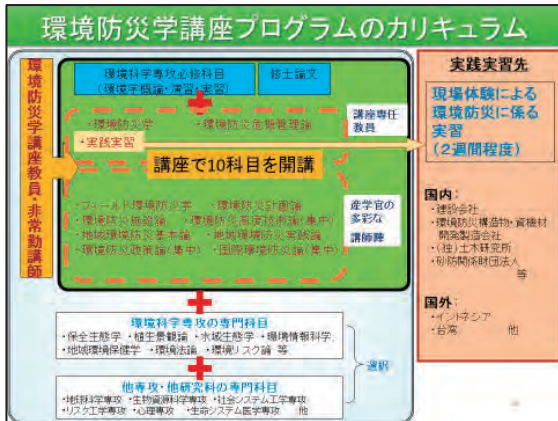 環境防災学講座プログラムのカリキュラム
環境防災学講座教員・非常勤講師
環境科学専攻必修科目
(環境学概論・演習・実習)
修士論文
・環境防災学 ・環境防災危機管理論
・実践実習
講座専任
教員
講座で10科目を開講
・フィールド環境防災学 ・環境防災計画論
・環境防災施設論 ・環境防災高度技術論(集中)
・地域環境防災基本論 ・地域環境防災実践論
・環境防災政策論(集中) ・国際環境防災論(集中)
産学官の
多彩な
講師陣
環境科学専攻の専門科目
・保全生態学 ・植生景観論 ・水域生態学 ・環境情報科学、
・地域環境保健学 ・環境法論 ・環境リスク論 等
他専攻・他研究科の専門科目
・地球科学専攻 ・生物資源科学専攻 ・社会システム工学専攻
・リスク工学専攻 ・心理専攻 ・生命システム医学専攻 他
選択
実践実習先
現場体験による
環境防災に係る
実習
(2週間程度)
国内:
・建設会社
・環境防災構造物・資機材
開発製造会社
・(独)土木研究所
・砂防関係財団法人
等
国外:
・インドネシア
・台湾 他